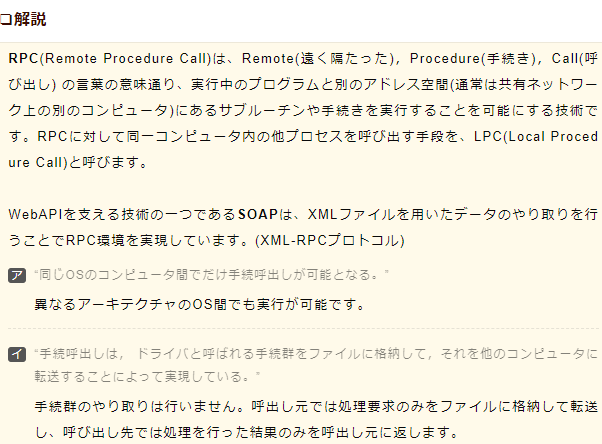 ❏解説
RPC(Remote Procedure Call)は、Remote(遠く隔たった)，Procedure(手続き)，Call(呼
び出し) の言葉の意味通り、実行中のプログラムと別のアドレス空間(通常は共有ネットワー
ク上の別のコンピュータ)にあるサブルーチンや手続きを実行することを可能にする技術で
す。RPCに対して同一コンピュータ内の他プロセスを呼び出す手段を、LPC(Local Proced
ure Call)と呼びます。
WebAPIを支える技術の一つであるSOAPは、XMLファイルを用いたデータのやり取りを行
うことでRPC環境を実現しています。(XML-RPCプロトコル)
ア “同じOSのコンピュータ間でだけ手続呼出しが可能となる。”
異なるアーキテクチャのOS間でも実行が可能です。
イ “手続呼出しは， ドライバと呼ばれる手続群をファイルに格納して，それを他のコンピュータに
転送することによって実現している。”
手続群のやり取りは行いません。呼出し元では処理要求のみをファイルに格納して転送
し、呼び出し先では処理を行った結果のみを呼出し元に返します。